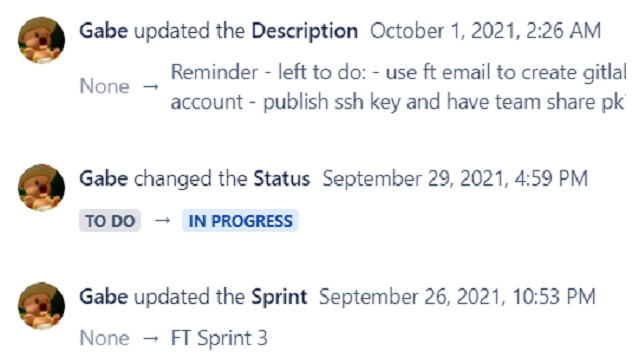 Gabe updated the Description October 1, 2021, 2:26 AM
None → Reminder - left to do: - use ft email to create
account - publish ssh key and have team share
Gabe changed the Status September 29, 2021, 4:59 PM
TO DO → IN PROGRESS
Gabe updated the Sprint September 26, 2021, 10:53 PM
None → FT Sprint 3